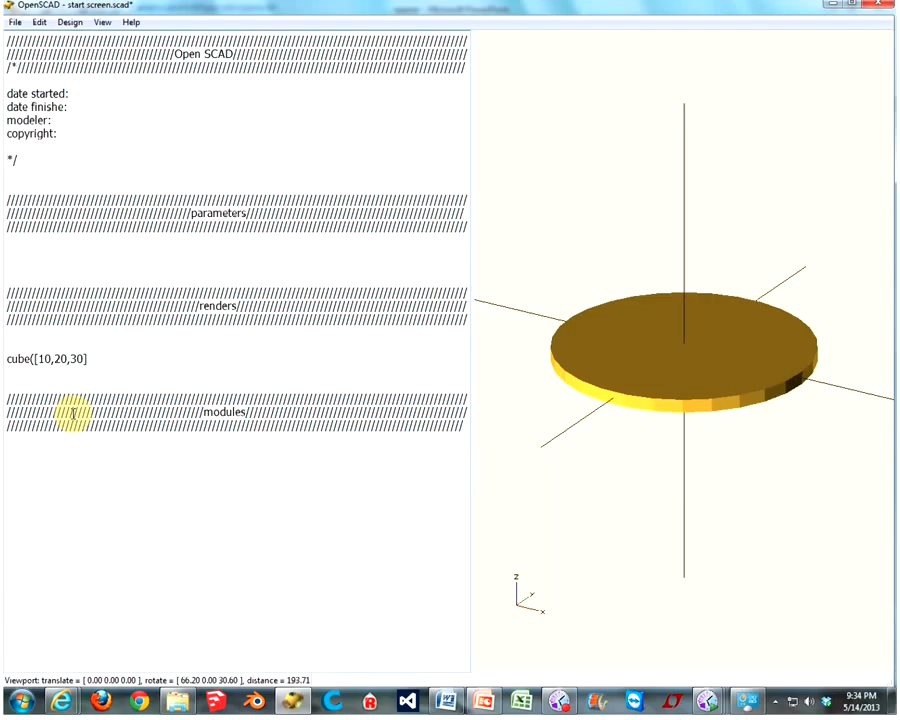 OpenSCAD - start screen.scad*
File Edit Design View Help
//////////////////////////////////////////////////////////////////////////////////////////////////////////////
////////////////////////////////////////Open SCAD////////////////////////////////////////////////////////
/*//////////////////////////////////////////////////////////////////////////////////////////////////////////
date started:
date finishe:
modeler:
copyright:
*/
//////////////////////////////////////////////////////////////////////////////////////////////////////////////
////////////////////////////////////////////parameters////////////////////////////////////////////////////
//////////////////////////////////////////////////////////////////////////////////////////////////////////////
//////////////////////////////////////////////////////////////////////////////////////////////////////////////
//////////////////////////////////////////////renders///////////////////////////////////////////////////////
//////////////////////////////////////////////////////////////////////////////////////////////////////////////
cube([10,20,30]
//////////////////////////////////////////////////////////////////////////////////////////////////////////////
///////////////////////////////////////////////modules/////////////////////////////////////////////////////
/////////////////////////////////////////////////////////////////////////////////////////////////////////////
z
y
x
Viewport: translate = [ 0.00 0.00 0.00 ], rotate = [ 66.20 0.00 30.60 ], distance = 193.71
9:34 PM
5/14/2013